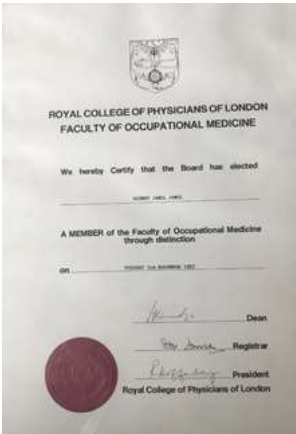 ROYAL COLLEGE OF PHYSICIANS OF LONDON
FACULTY OF OCCUPATIONAL MEDICINE
We hereby Certify that the Board has elected
A MEMBER of the Faculty of Occupational Medicine
through distinction
on
Dean
Registrar
President
Royal College of Physicians of London